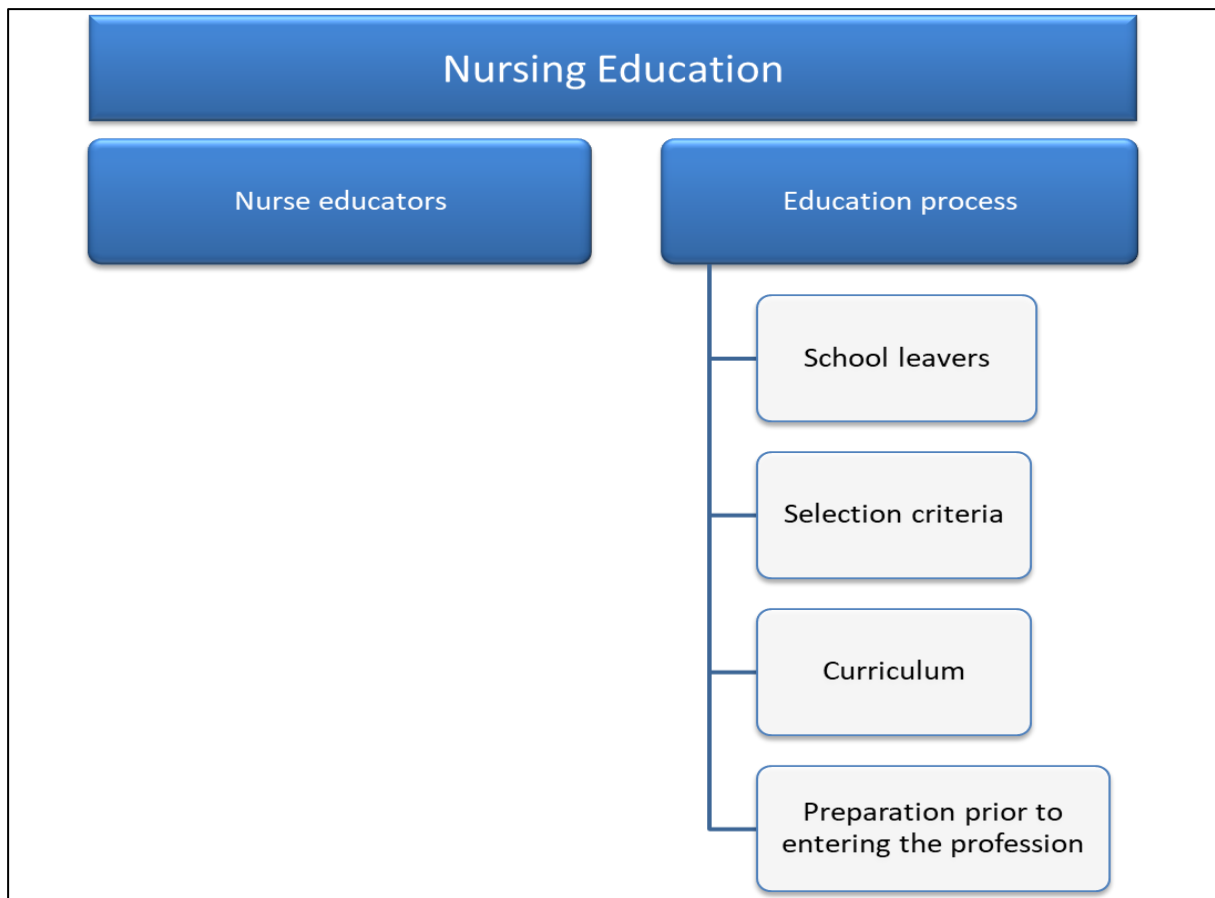 Nursing Education
Nurse educators
Education process
School leavers
Selection criteria
Curriculum
Preparation prior to
entering the profession